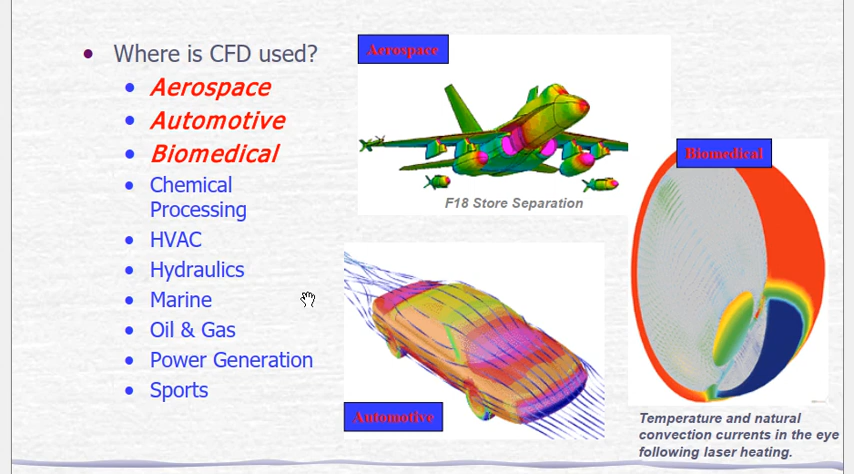 Where is CFD used?
Aerospace
Automotive
Biomedical
Chemical
Processing
HVAC
Hydraulics
Marine
Oil & Gas
Power Generation
Sports
Aerospace
F18 Store Separation
Automotive
Biomedical
Temperature and natural
convection currents in the eye
following laser heating.